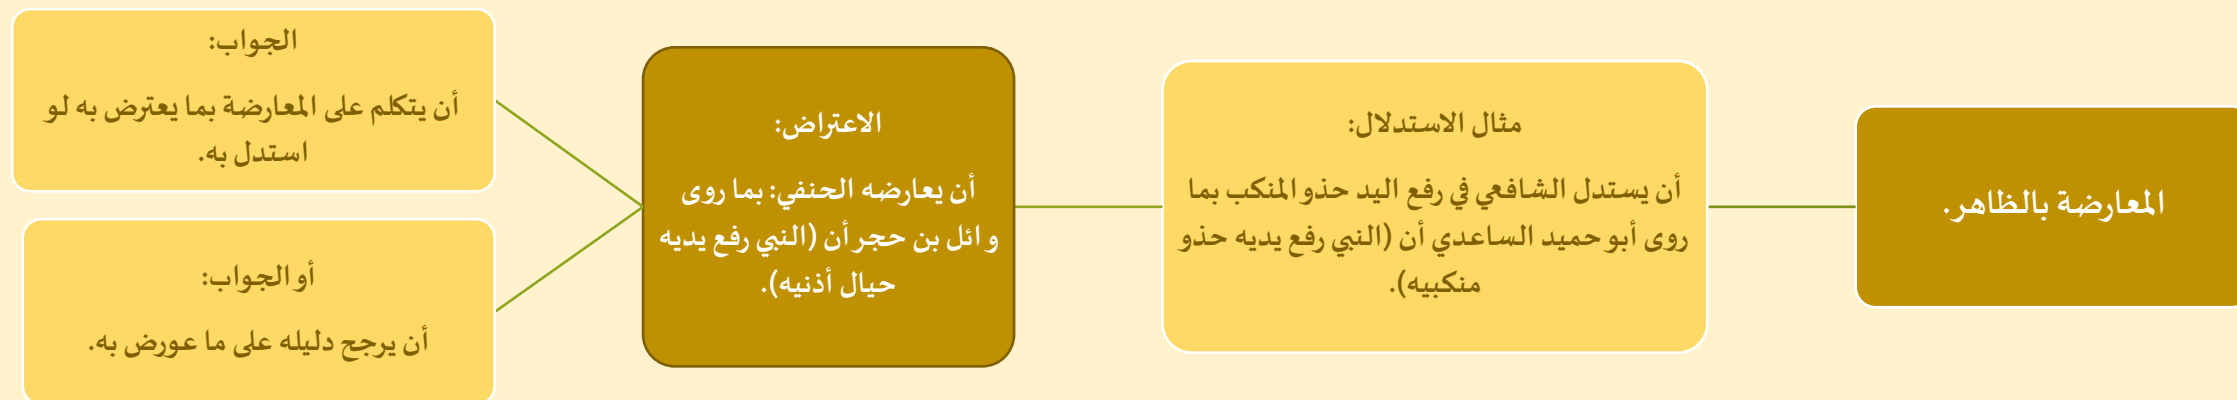 المعارضة بالظاهر.
مثال الاستدلال:
أن يستدل الشافعي في رفع اليد حذو المنكب بما
روى أبو حميد الساعدي أن (النبي رفع يديه حذو
منكبيه).
الاعتراض:
أن يعارضه الحنفي: بما روى
وائل بن حجر أن (النبي رفع يديه
حيال أذنيه).
الجواب:
أن يتكلم على المعارضة بما يعترض به لو
استدل به.
أو الجواب:
أن يرجح دليله على ما عورض به.